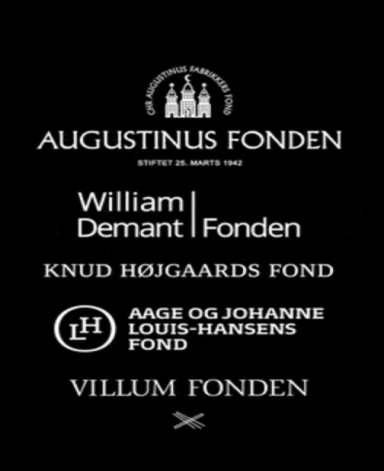 CHR AUGUSTINUS FABRIKKERS FOND
AUGUSTINUS FONDEN
STIFTET 25. MARTS 1942
William
Demant Fonden
KNUD HØJGAARDS FOND
LH
AAGE OG JOHANNE
LOUIS-HANSENS
FOND
VILLUM FONDEN